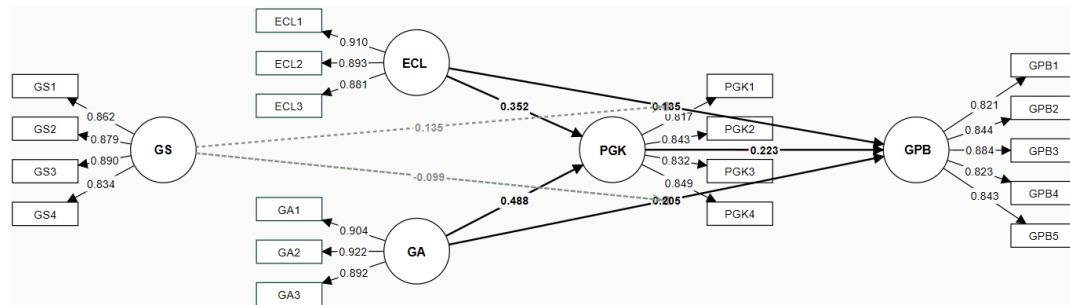 GS1
GS2
GS3
GS4
0.862
0.879
0.890
0.834
GS
ECL1
ECL2
ECL3
0.910
0.893
0.881
ECL
GA1
GA2
GA3
0.904
0.922
0.892
GA
0.135
-0.099
0.352
0.488
PGK
0.817
0.843
0.832
0.849
PGK1
PGK2
PGK3
PGK4
0.135
0.223
0.205
GPB
0.821
0.844
0.884
0.823
0.843
GPB1
GPB2
GPB3
GPB4
GPB5